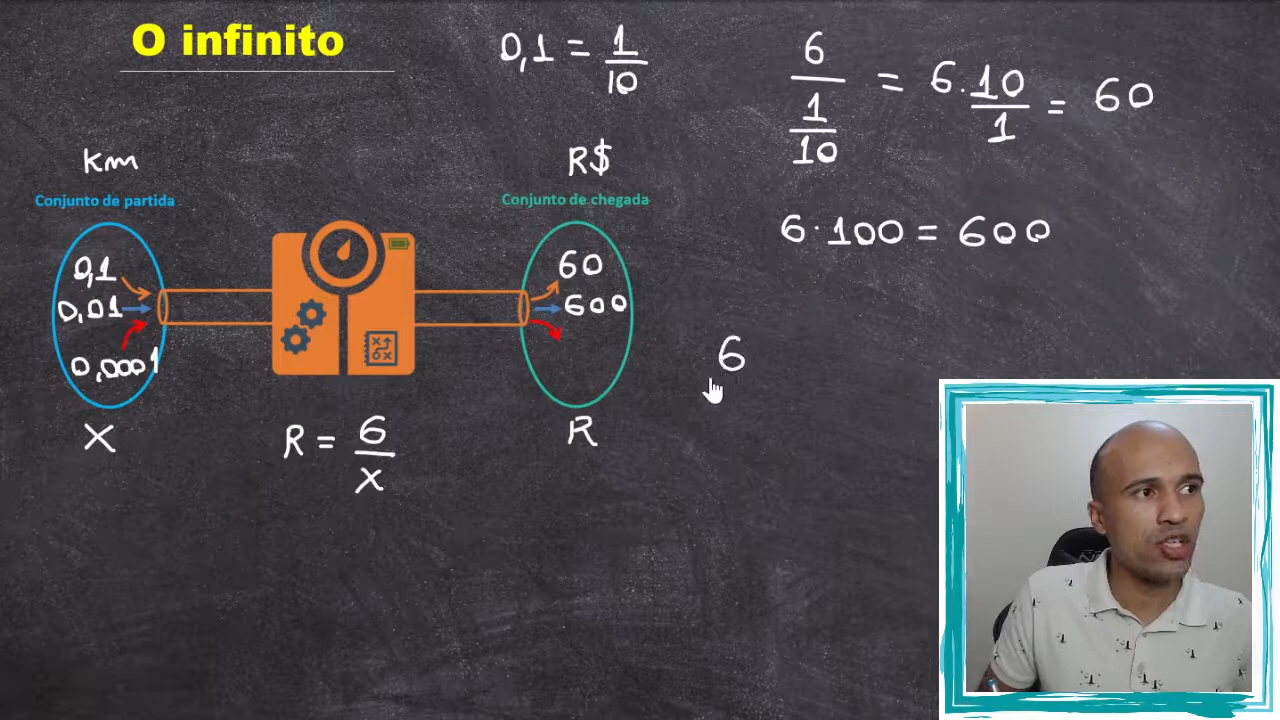 O infinito
0,1 = 1/10
6/(1/10) = 6·10/1 = 60
6·100 = 600
Km
R$
Conjunto de partida
Conjunto de chegada
0,1
0,01
0,0001
60
600
6
X
R = 6/x
R